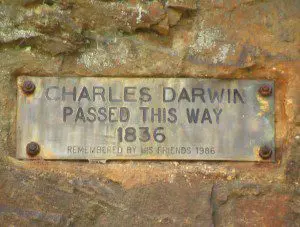 CHARLES DARWIN
PASSED THIS WAY
1836
REMEMBERED BY HIS FRIENDS 1986